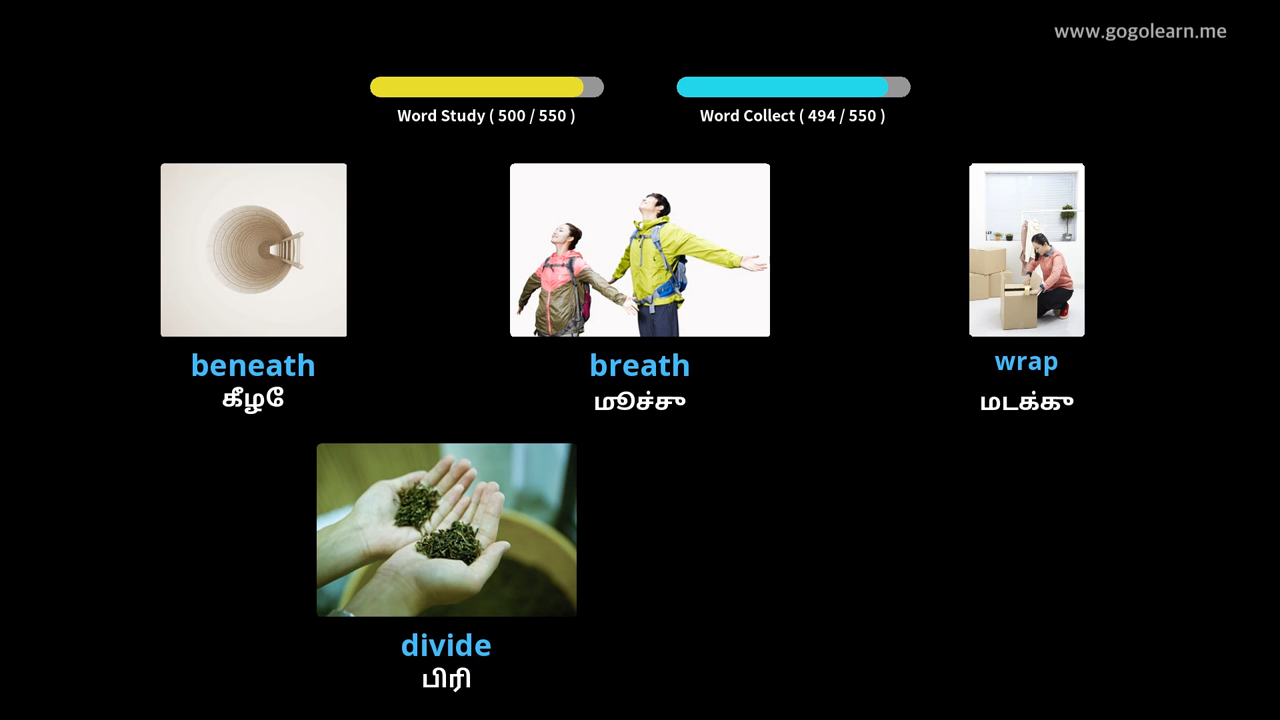 www.gogolearn.me
Word Study ( 500 / 550 )
Word Collect ( 494 / 550 )
beneath
கீழே
breath
மூச்சு
wrap
மடக்கு
divide
பிரி